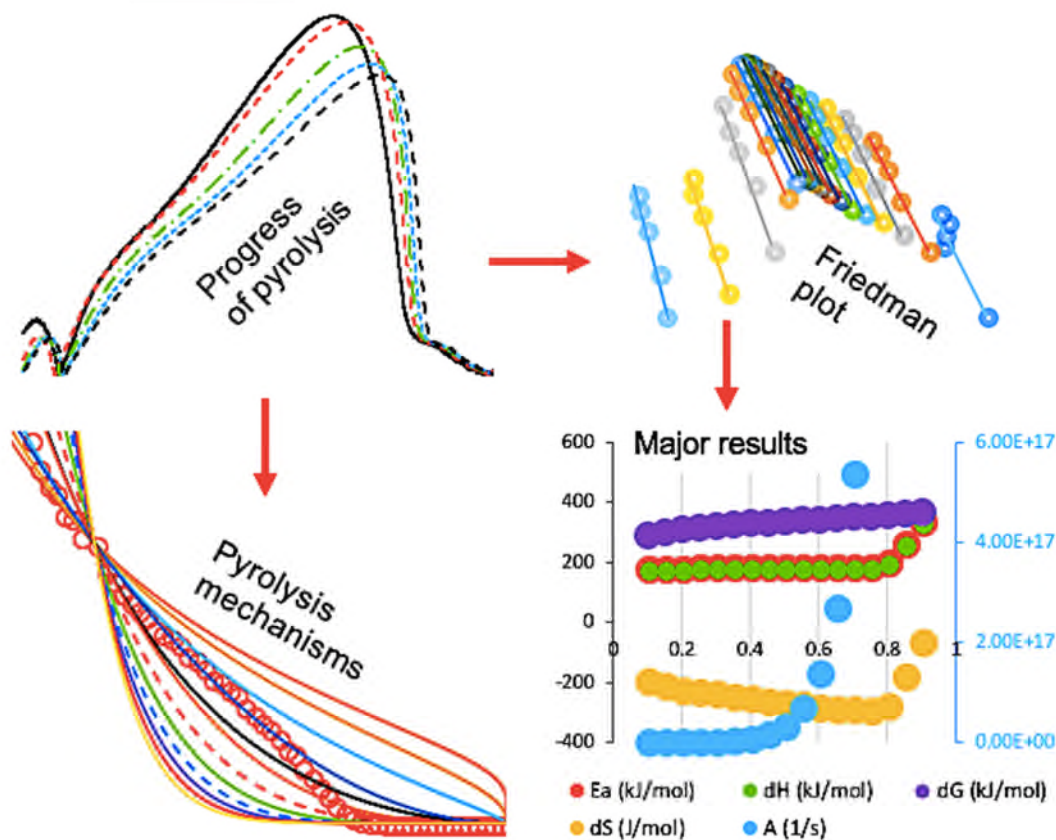 Progress
of pyrolysis
Friedman
plot
Pyrolysis
mechanisms
Major results
600
400
200
0
-200
-400
0
0.2
0.4
0.6
0.8
1
6.00E+17
4.00E+17
2.00E+17
0.00E+00
Ea (kJ/mol)
dH (kJ/mol)
dG (kJ/mol)
dS (J/mol)
A (1/s)